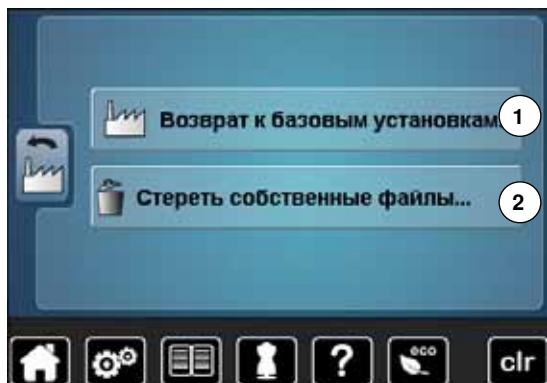 Возврат к базовым установкам...
1
Стереть собственные файлы...
2
?
eco
clr